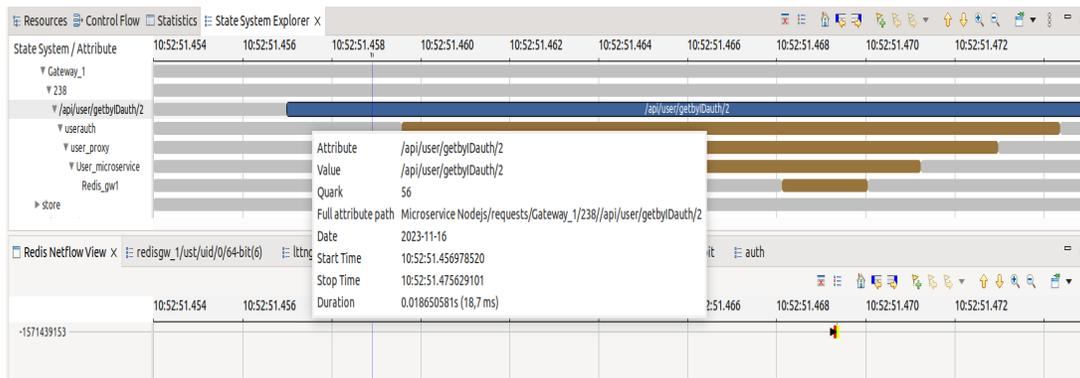 Resources Control Flow Statistics State System Explorer
State System / Attribute
10:52:51.454 10:52:51.456 10:52:51.458 10:52:51.460 10:52:51.462 10:52:51.464 10:52:51.466 10:52:51.468 10:52:51.470 10:52:51.472
Gateway_1
238
/api/user/getbyIDauth/2 /api/user/getbyIDauth/2
userauth
user_proxy
User_microservice
Redis_gw1
store
Attribute /api/user/getbyIDauth/2
Value /api/user/getbyIDauth/2
Quark 56
Full attribute path Microservice Nodejs/requests/Gateway_1/238//api/user/getbyIDauth/2
Date 2023-11-16
Start Time 10:52:51.456978520
Stop Time 10:52:51.475629101
Duration 0.018650581s (18,7 ms)
Redis Netflow View redisgw_1/ust/uid/0/64-bit(6) lttng bit auth
10:52:51.454 10:52:51.456 2:51.466 10:52:51.468 10:52:51.470 10:52:51.472
-1571439153